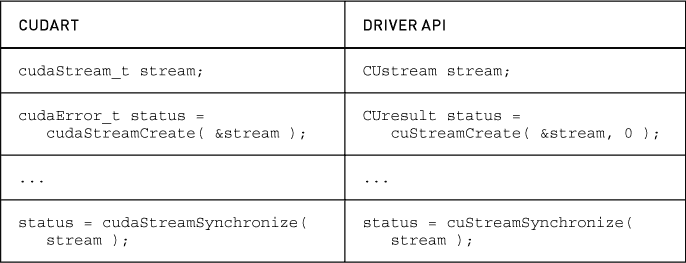 CUDART
DRIVER API
cudaStream_t stream;
CUstream stream;
cudaError_t status =
cudaStreamCreate( &stream );
CUresult status =
cuStreamCreate( &stream, 0 );
...
...
status = cudaStreamSynchronize(
stream );
status = cuStreamSynchronize(
stream );